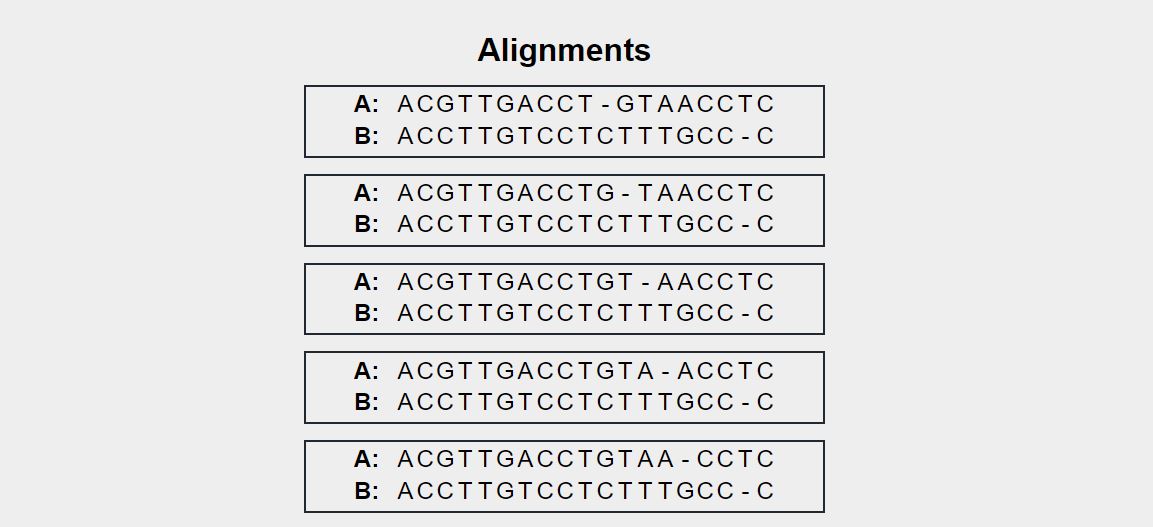 Alignments
A: ACGTTGACCT-GTAACCTC
B: ACCTTGTCCTCTTTGCC-C
A: ACGTTGACCTG-TAACCTC
B: ACCTTGTCCTCTTTGCC-C
A: ACGTTGACCTGT-AACCTC
B: ACCTTGTCCTCTTTGCC-C
A: ACGTTGACCTGTA-ACCTC
B: ACCTTGTCCTCTTTGCC-C
A: ACGTTGACCTGTAA-CCTC
B: ACCTTGTCCTCTTTGCC-C